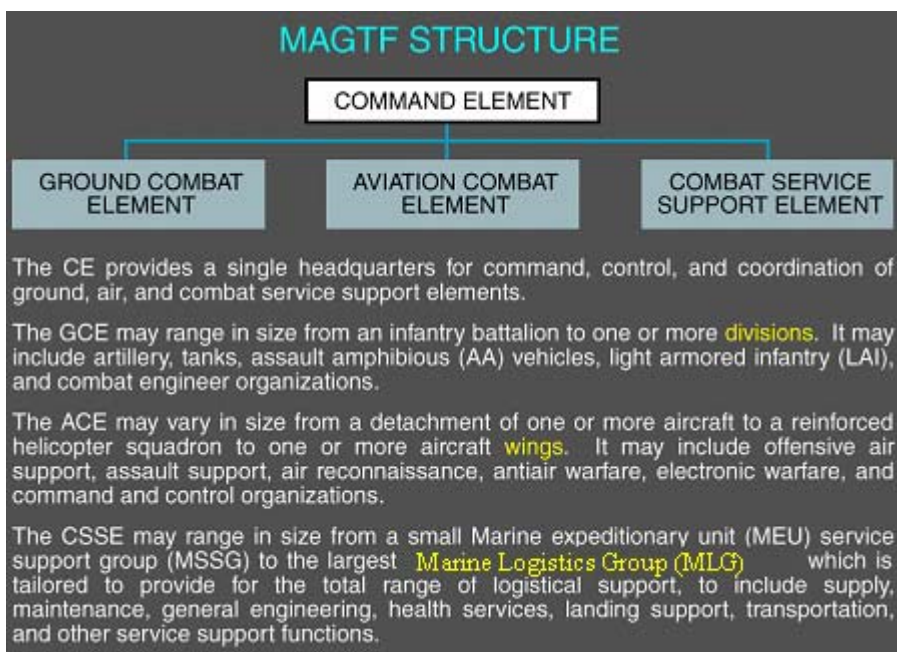 MAGTF STRUCTURE
COMMAND ELEMENT
GROUND COMBAT
ELEMENT
AVIATION COMBAT
ELEMENT
COMBAT SERVICE
SUPPORT ELEMENT
The CE provides a single headquarters for command, control, and coordination of
ground, air, and combat service support elements.
The GCE may range in size from an infantry battalion to one or more divisions. It may
include artillery, tanks, assault amphibious (AA) vehicles, light armored infantry (LAI),
and combat engineer organizations.
The ACE may vary in size from a detachment of one or more aircraft to a reinforced
helicopter squadron to one or more aircraft wings. It may include offensive air
support, assault support, air reconnaissance, antiair warfare, electronic warfare, and
command and control organizations.
The CSSE may range in size from a small Marine expeditionary unit (MEU) service
support group (MSSG) to the largest Marine Logistics Group (MLG) which is
tailored to provide for the total range of logistical support, to include supply,
maintenance, general engineering, health services, landing support, transportation,
and other service support functions.